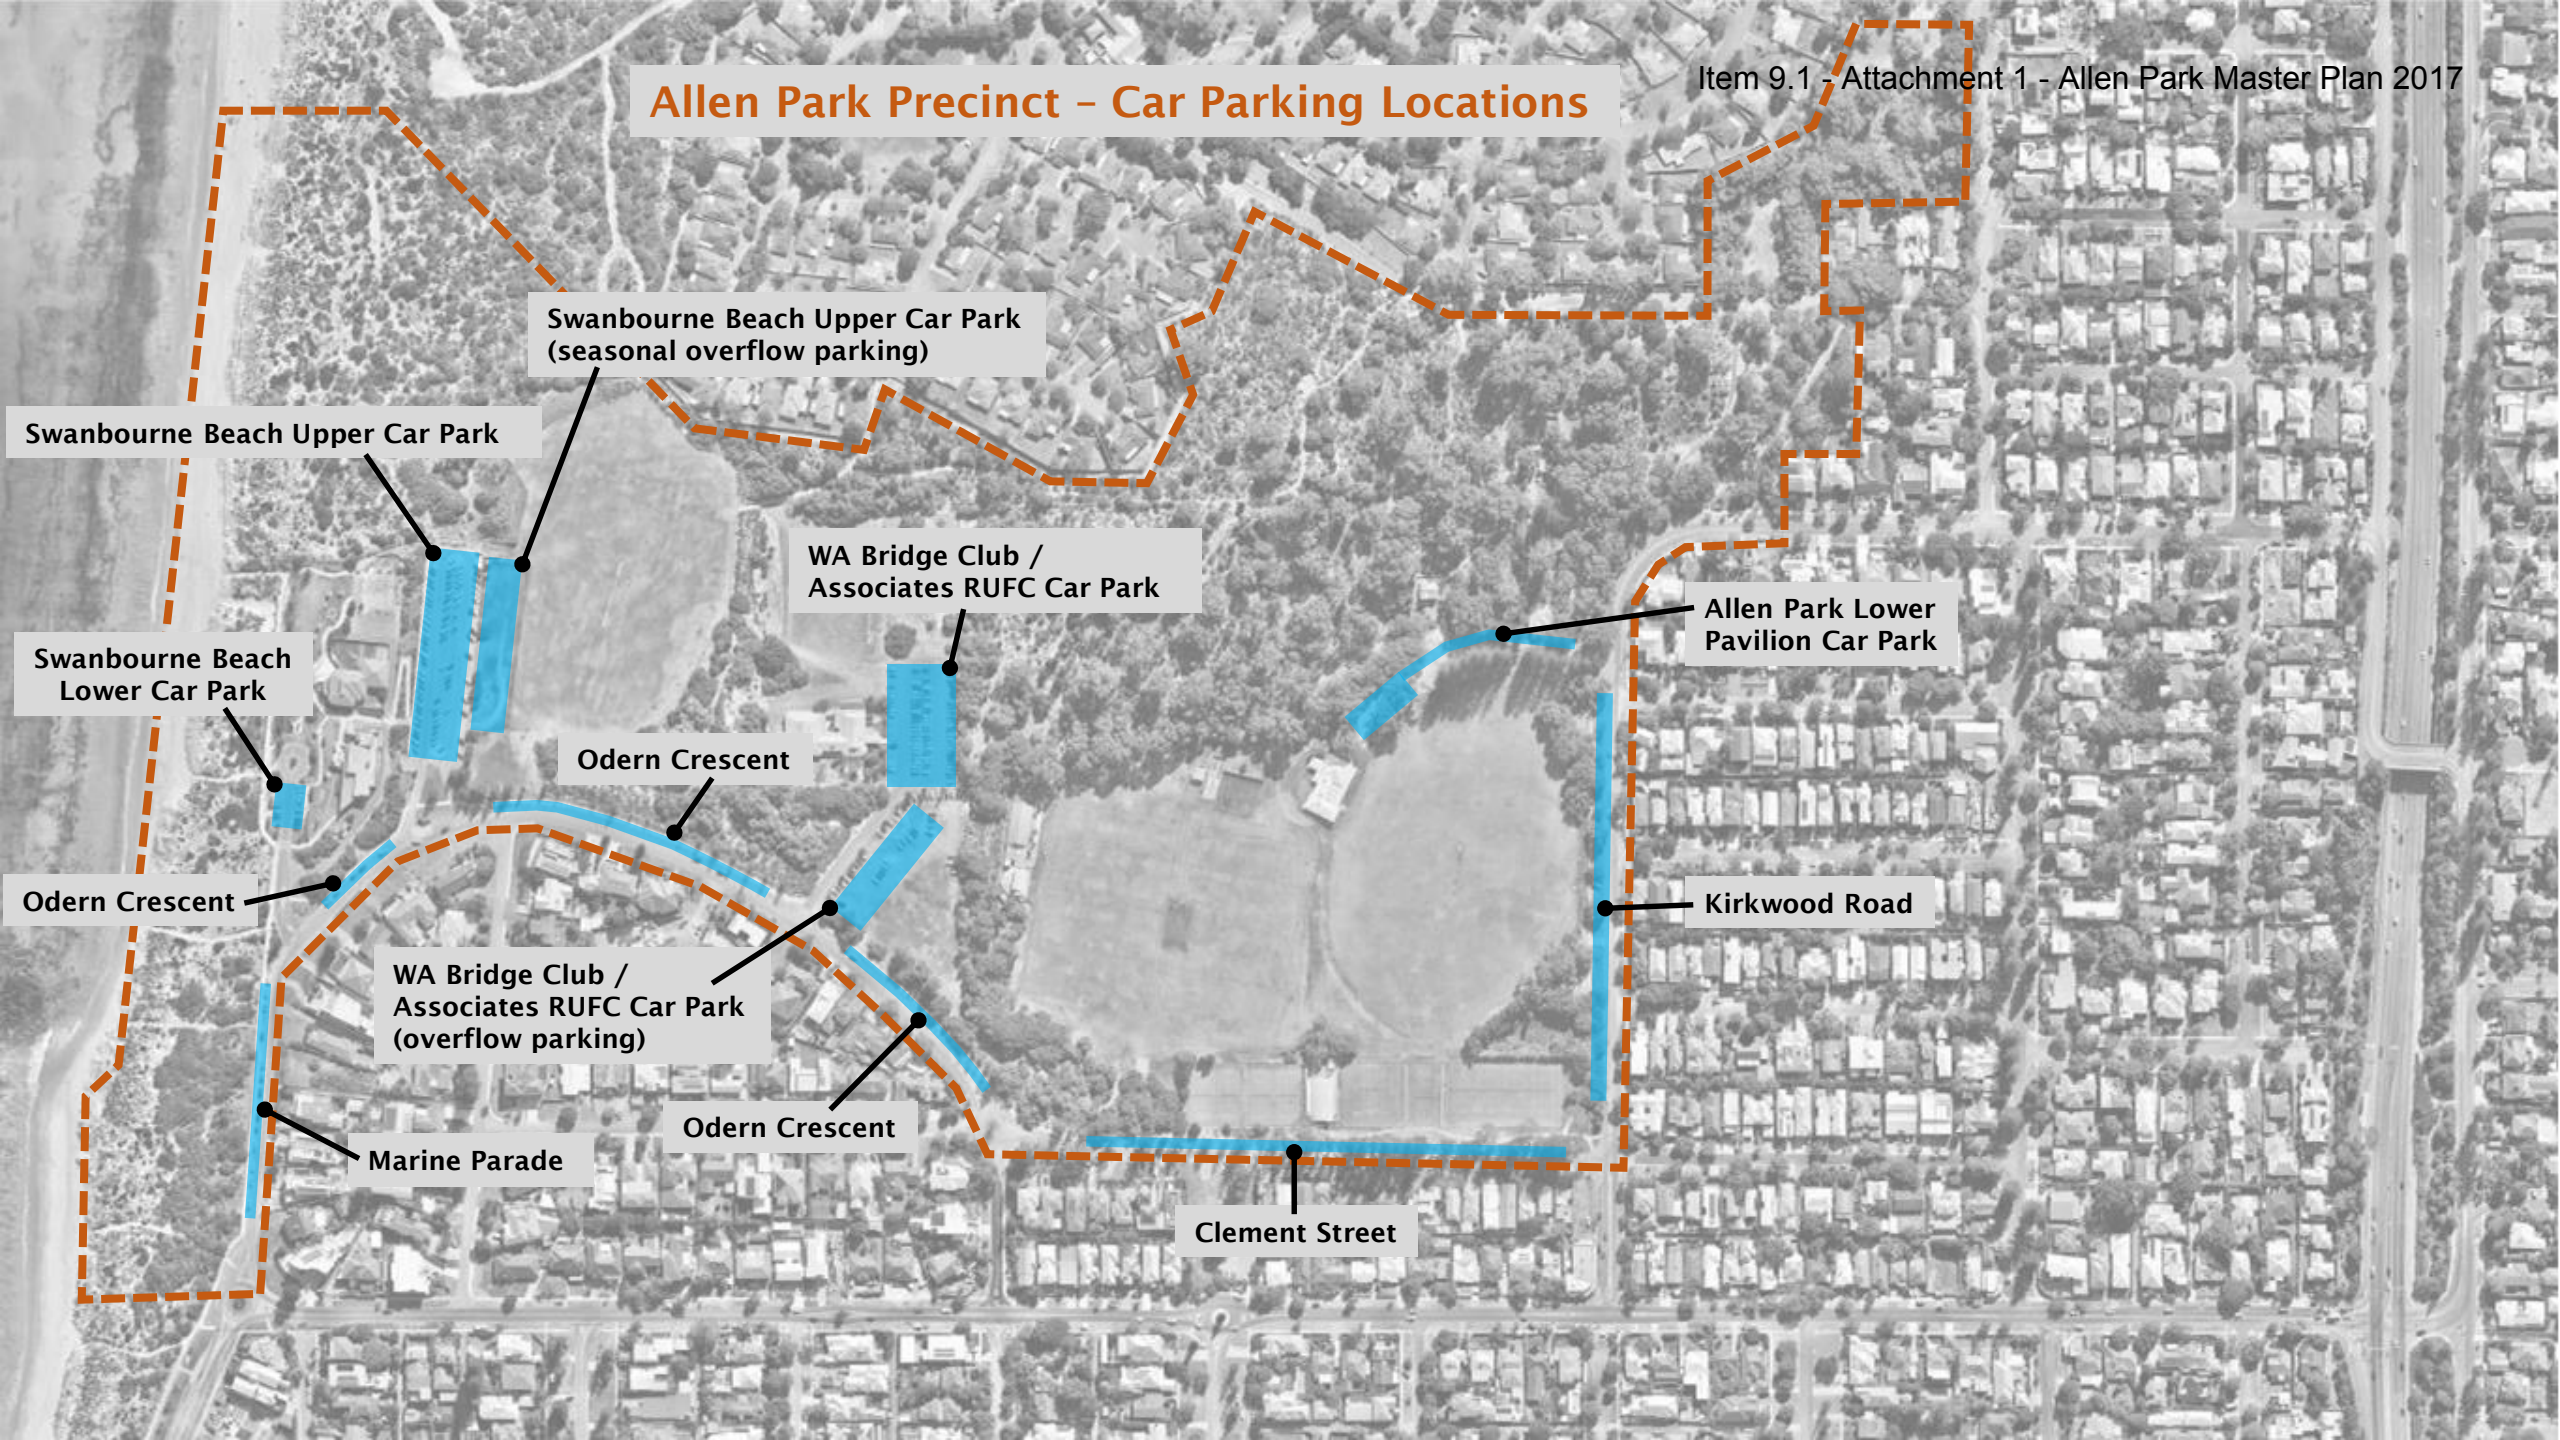 Item 9.1 - Attachment 1 - Allen Park Master Plan 2017
Allen Park Precinct – Car Parking Locations
Swanbourne Beach Upper Car Park
(seasonal overflow parking)
Swanbourne Beach Upper Car Park
WA Bridge Club /
Associates RUFC Car Park
Allen Park Lower
Pavilion Car Park
Swanbourne Beach
Lower Car Park
Odern Crescent
Odern Crescent
Kirkwood Road
WA Bridge Club /
Associates RUFC Car Park
(overflow parking)
Odern Crescent
Marine Parade
Clement Street